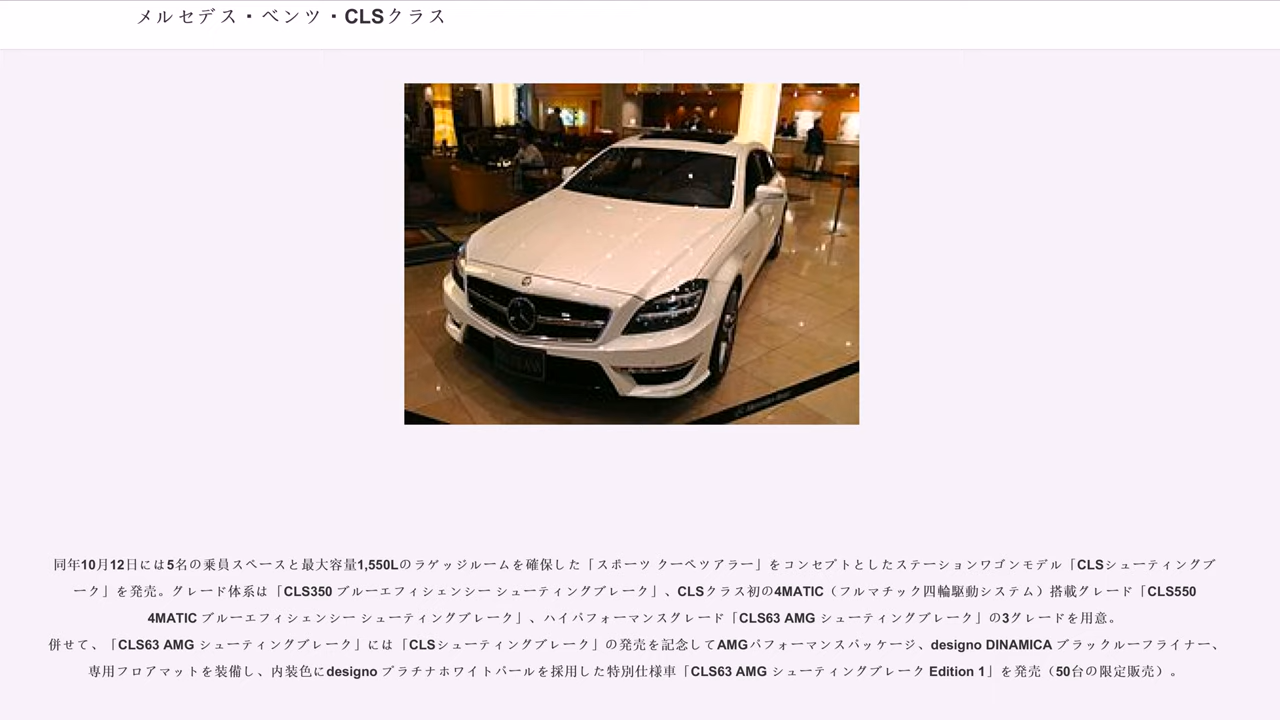 メルセデス・ベンツ・CLSクラス
同年10月12日には5名の乗員スペースと最大容量1,550Lのラゲッジルームを確保した「スポーツ クーペツアラー」をコンセプトとしたステーションワゴンモデル「CLSシューティングブ
ーク」を発売。グレード体系は「CLS350 ブルーエフィシェンシー シューティングブレーク」、CLSクラス初の4MATIC（フルマチック四輪駆動システム）搭載グレード「CLS550
4MATIC ブルーエフィシェンシー シューティングブレーク」、ハイパフォーマンスグレード「CLS63 AMG シューティングブレーク」の3グレードを用意。
併せて、「CLS63 AMG シューティングブレーク」には「CLSシューティングブレーク」の発売を記念してAMGパフォーマンスパッケージ、designo DINAMICA ブラックルーフライナー、
専用フロアマットを装備し、内装色にdesigno プラチナホワイトパールを採用した特別仕様車「CLS63 AMG シューティングブレーク Edition 1」を発売（50台の限定販売）。